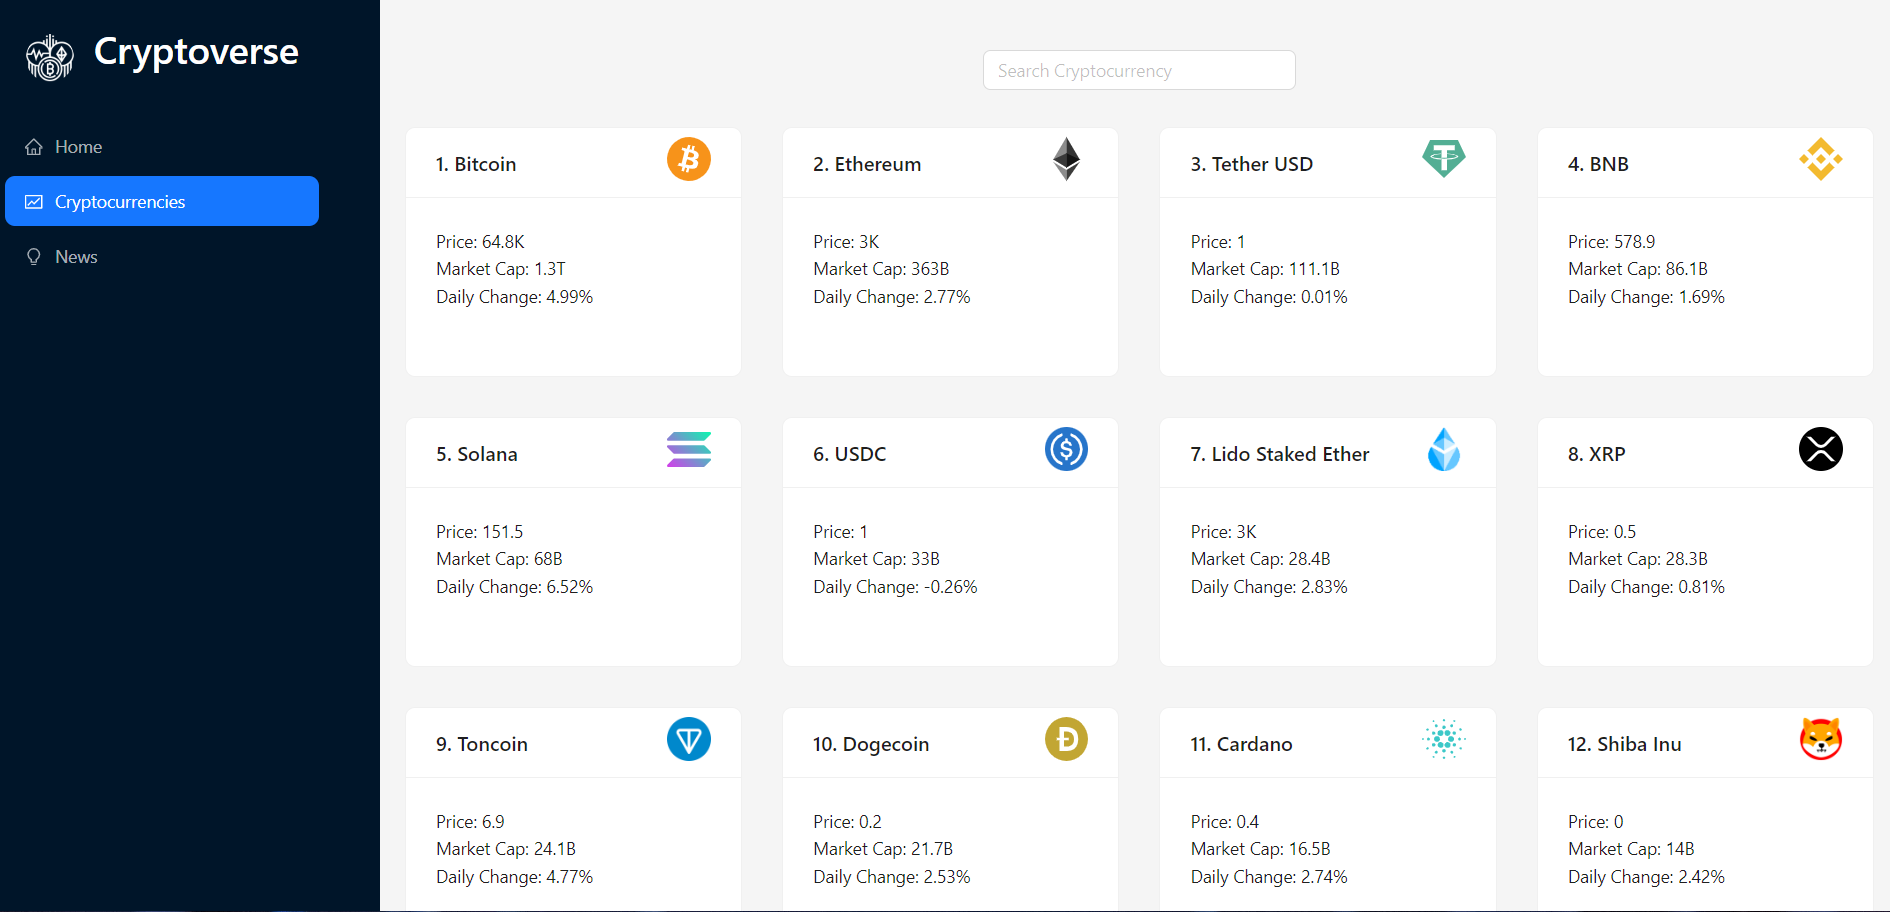 Cryptoverse
Home
Cryptocurrencies
News
Search Cryptocurrency
1. Bitcoin
Price: 64.8K
Market Cap: 1.3T
Daily Change: 4.99%
2. Ethereum
Price: 3K
Market Cap: 363B
Daily Change: 2.77%
3. Tether USD
Price: 1
Market Cap: 111.1B
Daily Change: 0.01%
4. BNB
Price: 578.9
Market Cap: 86.1B
Daily Change: 1.69%
5. Solana
Price: 151.5
Market Cap: 68B
Daily Change: 6.52%
6. USDC
Price: 1
Market Cap: 33B
Daily Change: -0.26%
7. Lido Staked Ether
Price: 3K
Market Cap: 28.4B
Daily Change: 2.83%
8. XRP
Price: 0.5
Market Cap: 28.3B
Daily Change: 0.81%
9. Toncoin
Price: 6.9
Market Cap: 24.1B
Daily Change: 4.77%
10. Dogecoin
Price: 0.2
Market Cap: 21.7B
Daily Change: 2.53%
11. Cardano
Price: 0.4
Market Cap: 16.5B
Daily Change: 2.74%
12. Shiba Inu
Price: 0
Market Cap: 14B
Daily Change: 2.42%